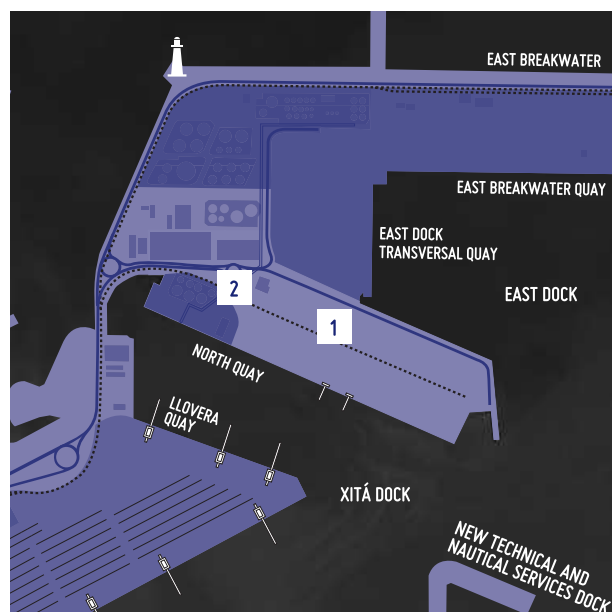 EAST BREAKWATER
EAST BREAKWATER QUAY
EAST DOCK
TRANSVERSAL QUAY
EAST DOCK
2
1
NORTH QUAY
LLOVERA
QUAY
XITÁ DOCK
NEW TECHNICAL AND
NAUTICAL SERVICES DOCK